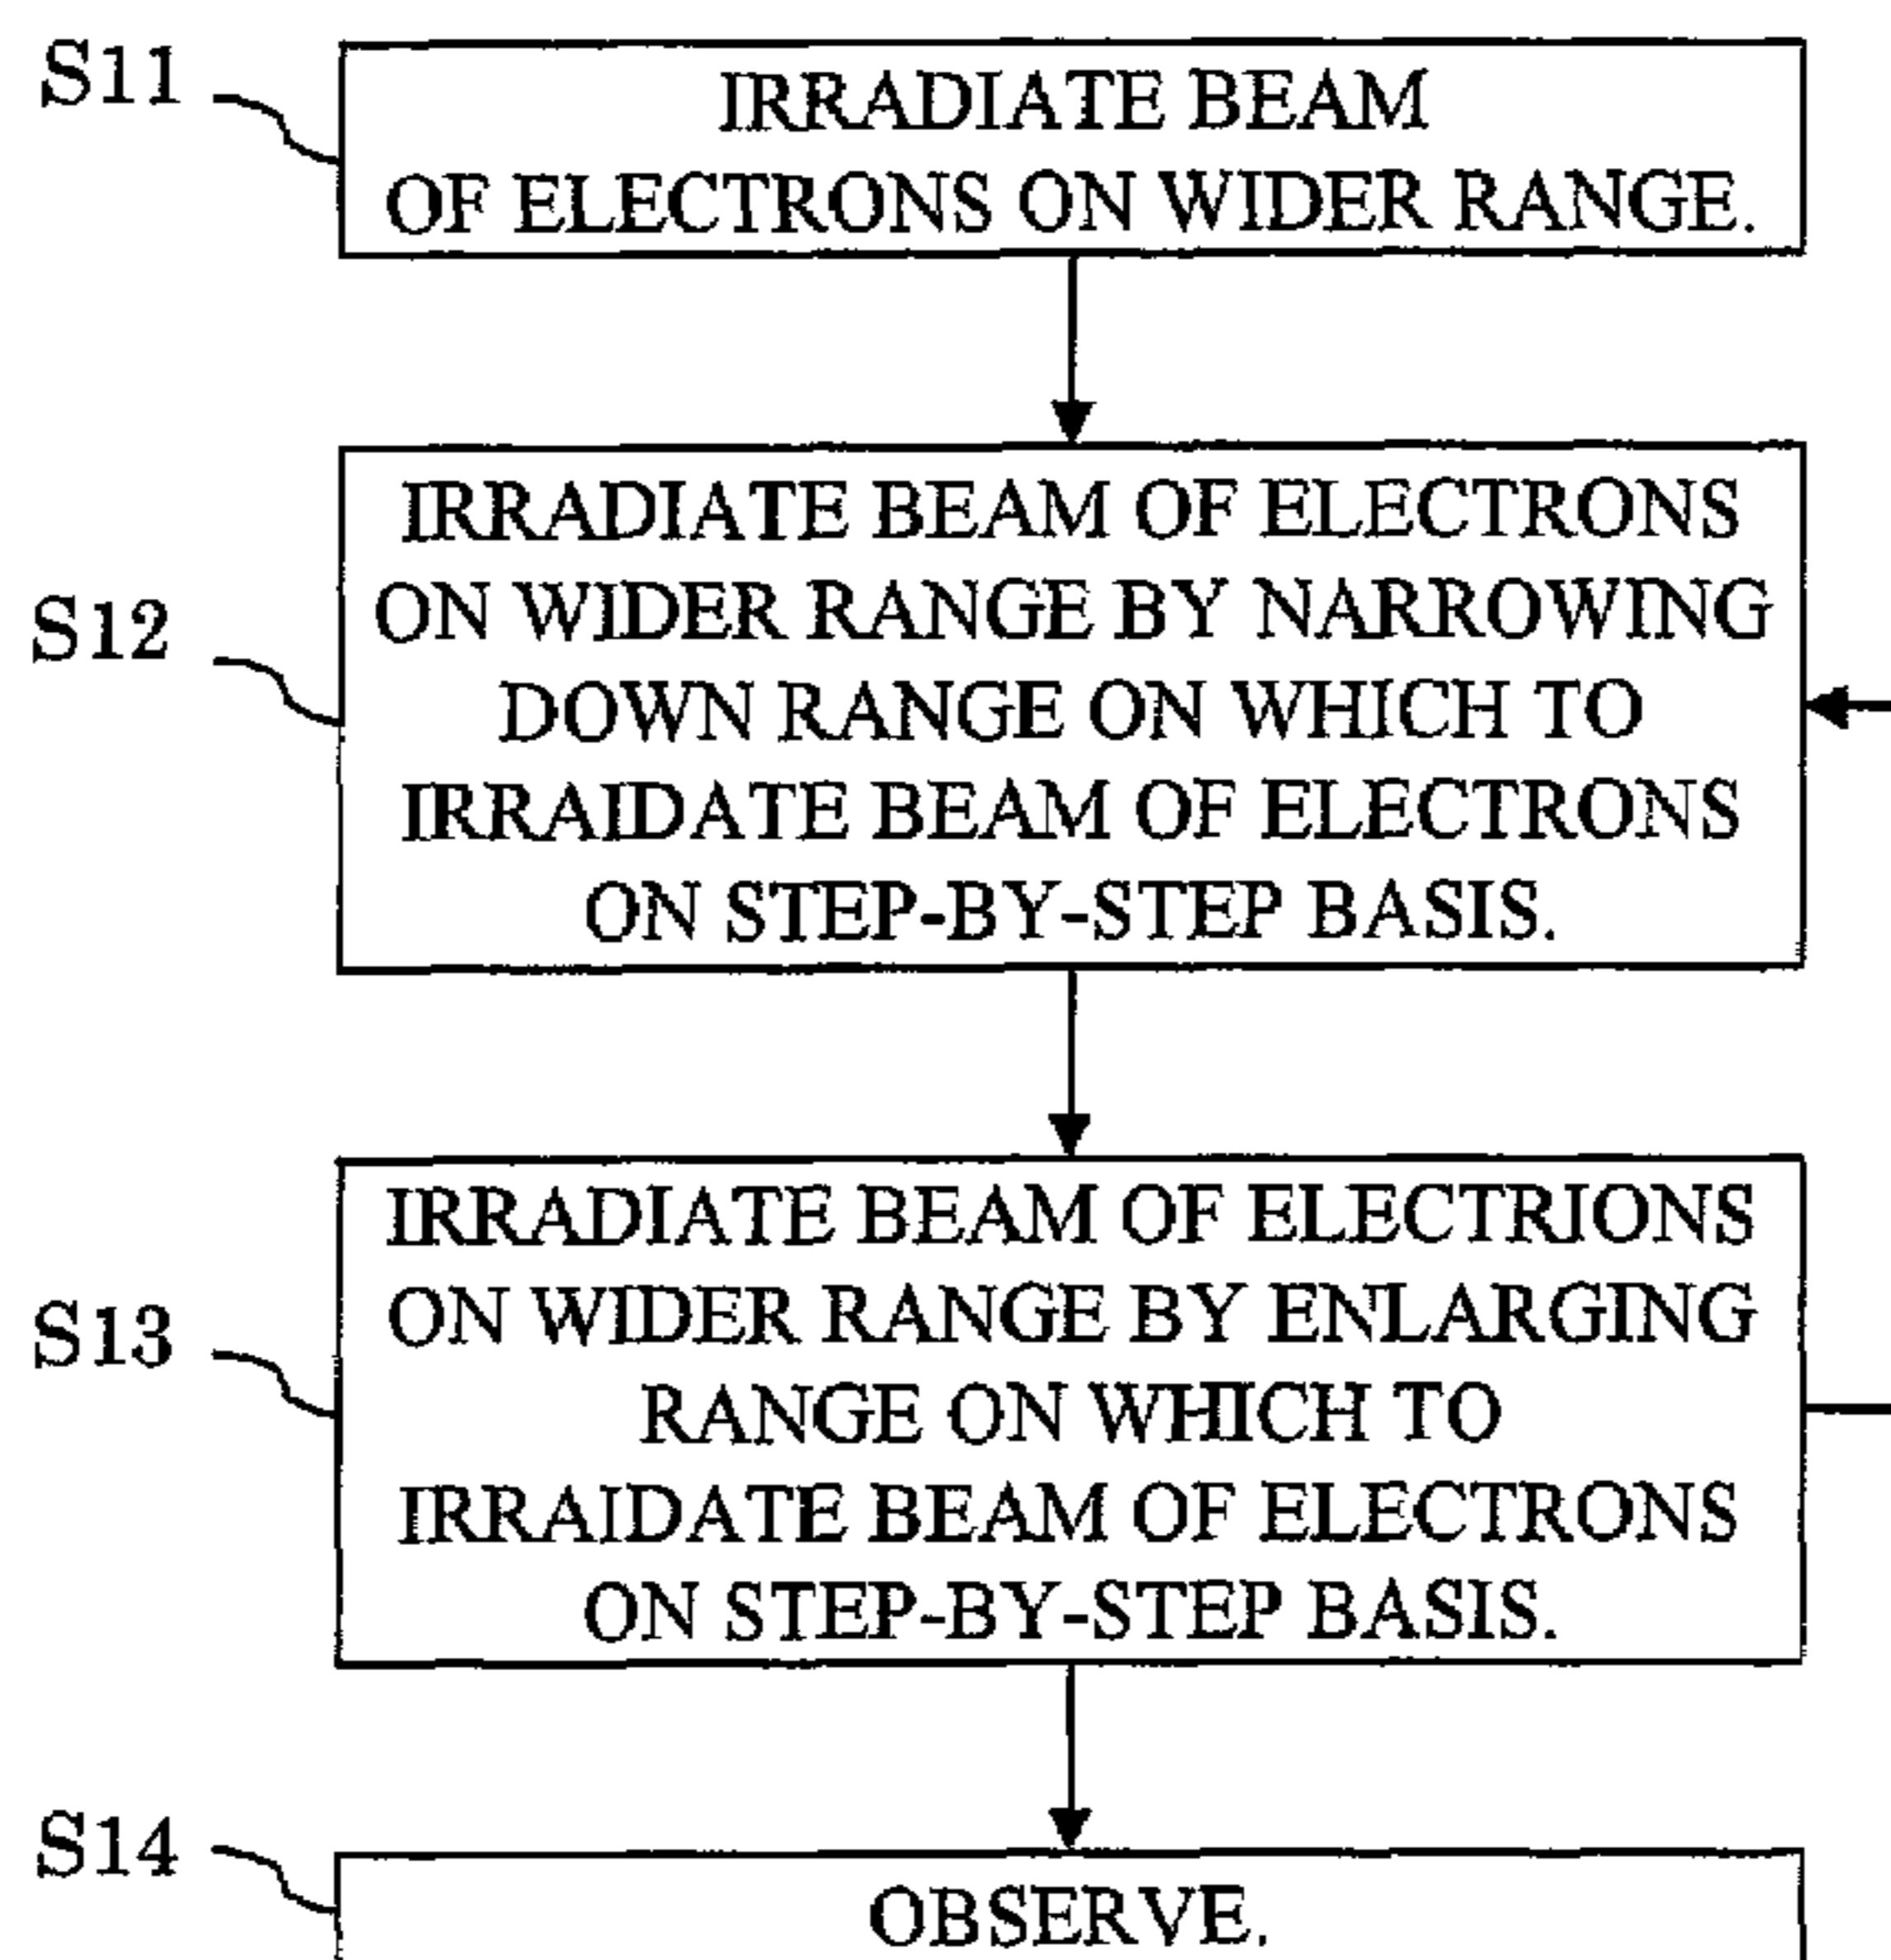 S11
IRRADIATE BEAM
OF ELECTRONS ON WIDER RANGE.
S12
IRRADIATE BEAM OF ELECTRONS
ON WIDER RANGE BY NARROWING
DOWN RANGE ON WHICH TO
IRRAIDATE BEAM OF ELECTRONS
ON STEP-BY-STEP BASIS.
S13
IRRADIATE BEAM OF ELECTRIONS
ON WIDER RANGE BY ENLARGING
RANGE ON WHICH TO
IRRAIDATE BEAM OF ELECTRONS
ON STEP-BY-STEP BASIS.
S14
OBSERVE.